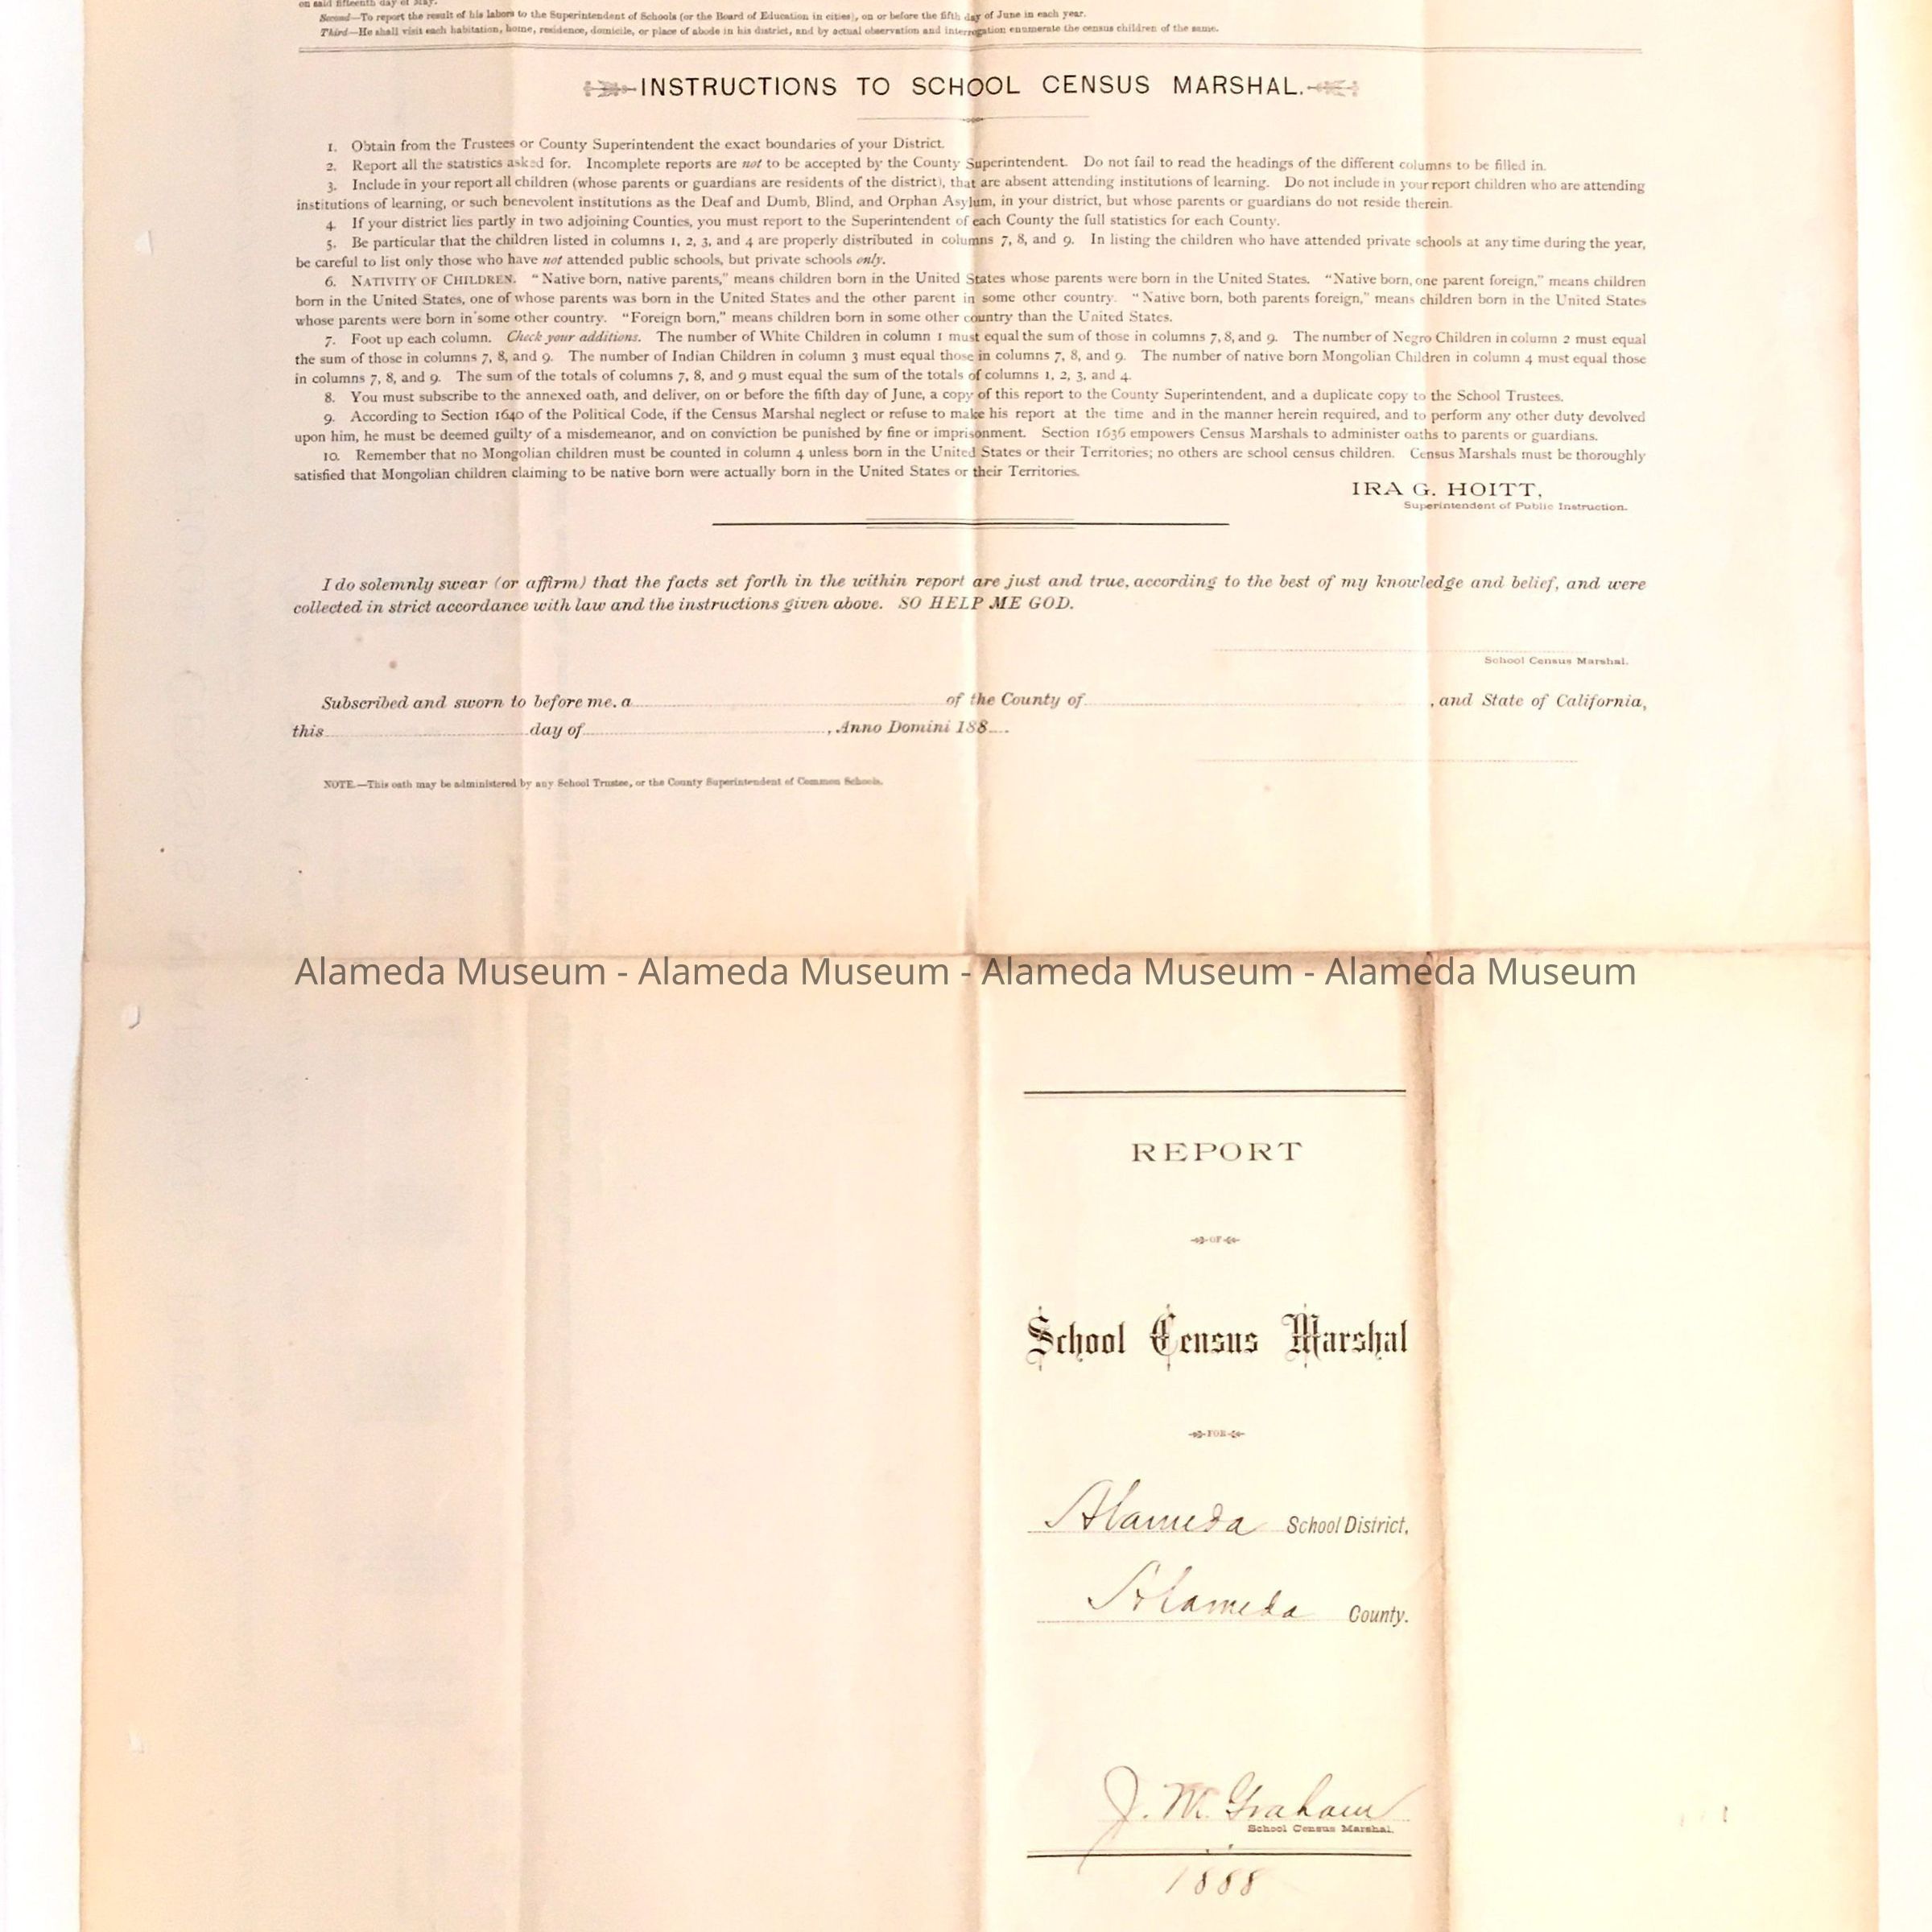 on said fifteenth day of May.
Second—To report the result of his labors to the Superintendent of Schools (or the Board of Education in cities), on or before the fifth day of June in each year.
Third—He shall visit each habitation, home, residence, domicile, or place of abode in his district, and by actual observation and interrogation enumerate the census children of the same.
INSTRUCTIONS TO SCHOOL CENSUS MARSHAL.
1. Obtain from the Trustees or County Superintendent the exact boundaries of your District.
2. Report all the statistics asked for. Incomplete reports are not to be accepted by the County Superintendent. Do not fail to read the headings of the different columns to be filled in.
3. Include in your report all children (whose parents or guardians are residents of the district), that are absent attending institutions of learning. Do not include in your report children who are attending
institutions of learning, or such benevolent institutions as the Deaf and Dumb, Blind, and Orphan Asylum, in your district, but whose parents or guardians do not reside therein.
4. If your district lies partly in two adjoining Counties, you must report to the Superintendent of each County the full statistics for each County.
5. Be particular that the children listed in columns 1, 2, 3, and 4 are properly distributed in columns 7, 8, and 9. In listing the children who have attended private schools at any time during the year,
be careful to list only those who have not attended public schools, but private schools only.
6. NATIVITY OF CHILDREN. "Native born, native parents," means children born in the United States whose parents were born in the United States. "Native born, one parent foreign," means children
born in the United States, one of whose parents was born in the United States and the other parent in some other country. "Native born, both parents foreign," means children born in the United States
whose parents were born in some other country. "Foreign born," means children born in some other country than the United States.
7. Foot up each column. Check your additions. The number of White Children in column 1 must equal the sum of those in columns 7, 8, and 9. The number of Negro Children in column 2 must equal
the sum of those in columns 7, 8, and 9. The number of Indian Children in column 3 must equal those in columns 7, 8, and 9. The number of native born Mongolian Children in column 4 must equal those
in columns 7, 8, and 9. The sum of the totals of columns 7, 8, and 9 must equal the sum of the totals of columns 1, 2, 3, and 4.
8. You must subscribe to the annexed oath, and deliver, on or before the fifth day of June, a copy of this report to the County Superintendent, and a duplicate copy to the School Trustees.
9. According to Section 1640 of the Political Code, if the Census Marshal neglect or refuse to make his report at the time and in the manner herein required, and to perform any other duty devolved
upon him, he must be deemed guilty of a misdemeanor, and on conviction be punished by fine or imprisonment. Section 1636 empowers Census Marshals to administer oaths to parents or guardians.
10. Remember that no Mongolian children must be counted in column 4 unless born in the United States or their Territories; no others are school census children. Census Marshals must be thoroughly
satisfied that Mongolian children claiming to be native born were actually born in the United States or their Territories.
IRA G. HOITT,
Superintendent of Public Instruction.
I do solemnly swear (or affirm) that the facts set forth in the within report are just and true, according to the best of my knowledge and belief, and were
collected in strict accordance with law and the instructions given above. SO HELP ME GOD.
School Census Marshal.
Subscribed and sworn to before me, a of the County of , and State of California,
this day of , Anno Domini 188
NOTE.—This oath may be administered by any School Trustee, or the County Superintendent of Common Schools.
Alameda Museum - Alameda Museum - Alameda Museum - Alameda Museum
REPORT
OF
School Census Marshal
FOR
Alameda School District,
Alameda County.
J. M. Graham
School Census Marshal.
1888